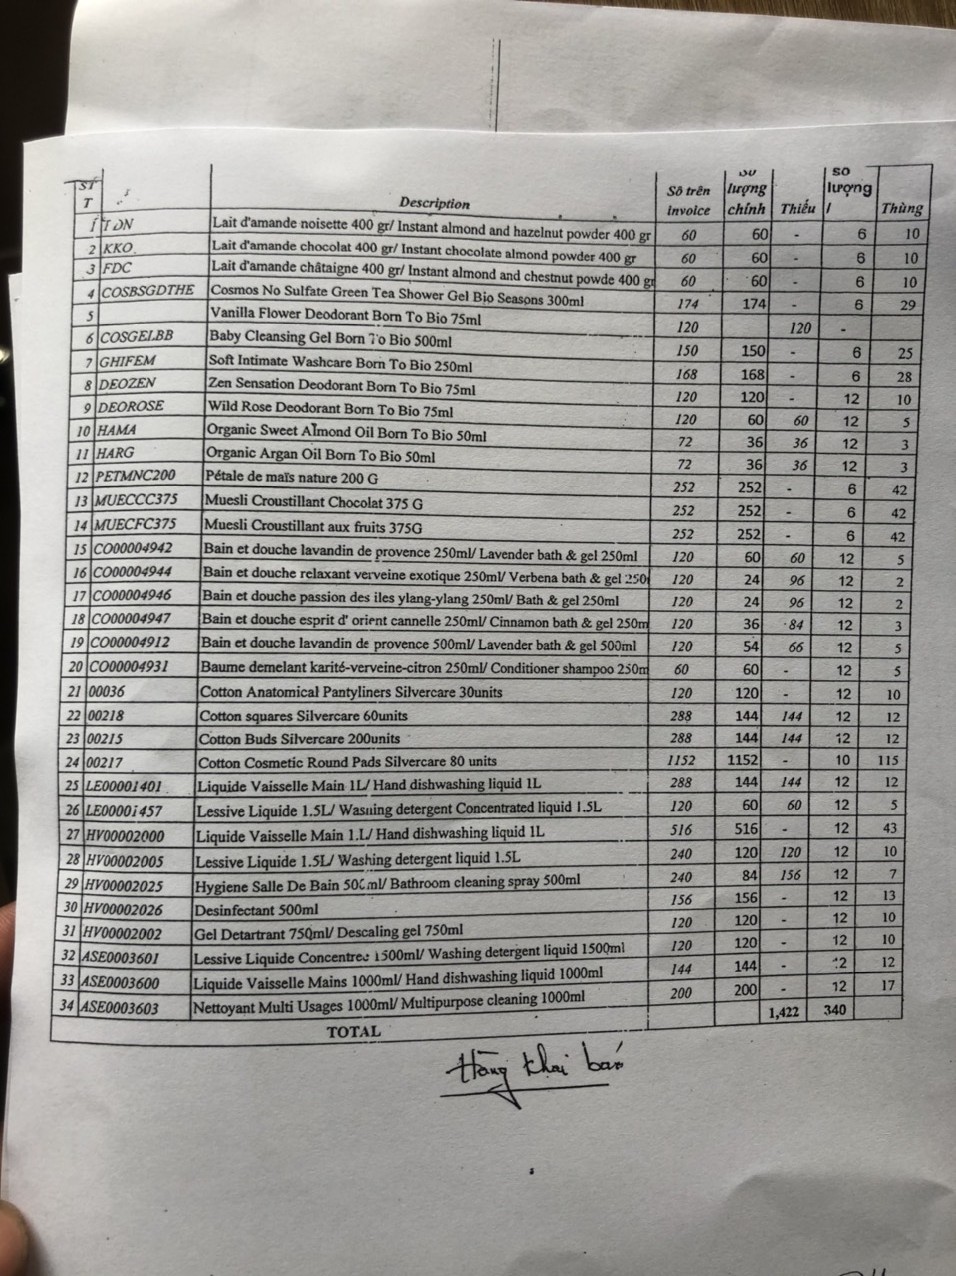 STT Description Số trên invoice Số lượng chính Thiếu số lượng / Thùng
1 TDN Lait d'amande noisette 400 gr/ Instant almond and hazelnut powder 400 gr 60 60 - 6 10
2 KKO Lait d'amande chocolat 400 gr/ Instant chocolate almond powder 400 gr 60 60 - 6 10
3 FDC Lait d'amande châtaigne 400 gr/ Instant almond and chestnut powde 400 gr 60 60 - 6 10
4 COSBSGDTHE Cosmos No Sulfate Green Tea Shower Gel Bio Seasons 300ml 174 174 - 6 29
5 Vanilla Flower Deodorant Born To Bio 75ml 120 120 -
6 COSGELBB Baby Cleansing Gel Born To Bio 500ml 150 150 - 6 25
7 GHIFEM Soft Intimate Washcare Born To Bio 250ml 168 168 - 6 28
8 DEOZEN Zen Sensation Deodorant Born To Bio 75ml 120 120 - 12 10
9 DEOROSE Wild Rose Deodorant Born To Bio 75ml 120 60 60 12 5
10 HAMA Organic Sweet Almond Oil Born To Bio 50ml 72 36 36 12 3
11 HARG Organic Argan Oil Born To Bio 50ml 72 36 36 12 3
12 PETMNC200 Pétale de maïs nature 200 G 252 252 - 6 42
13 MUECCC375 Muesli Croustillant Chocolat 375 G 252 252 - 6 42
14 MUECFC375 Muesli Croustillant aux fruits 375G 252 252 - 6 42
15 CO00004942 Bain et douche lavandin de provence 250ml/ Lavender bath & gel 250ml 120 60 60 12 5
16 CO00004944 Bain et douche relaxant verveine exotique 250ml/ Verbena bath & gel 250 120 24 96 12 2
17 CO00004946 Bain et douche passion des iles ylang-ylang 250ml/ Bath & gel 250ml 120 24 96 12 2
18 CO00004947 Bain et douche esprit d' orient cannelle 250ml/ Cinnamon bath & gel 250m 120 36 84 12 3
19 CO00004912 Bain et douche lavandin de provence 500ml/ Lavender bath & gel 500ml 120 54 66 12 5
20 CO00004931 Baume demelant karité-verveine-citron 250ml/ Conditioner shampoo 250m 60 60 - 12 5
21 00036 Cotton Anatomical Pantyliners Silvercare 30units 120 120 - 12 10
22 00218 Cotton squares Silvercare 60units 288 144 144 12 12
23 00215 Cotton Buds Silvercare 200units 288 144 144 12 12
24 00217 Cotton Cosmetic Round Pads Silvercare 80 units 1152 1152 - 10 115
25 LE00001401 Liquide Vaisselle Main 1L/ Hand dishwashing liquid 1L 288 144 144 12 12
26 LE00001457 Lessive Liquide 1.5L/ Washing detergent Concentrated liquid 1.5L 120 60 60 12 5
27 HV00002000 Liquide Vaisselle Main 1.L/ Hand dishwashing liquid 1L 516 516 - 12 43
28 HV00002005 Lessive Liquide 1.5L/ Washing detergent liquid 1.5L 240 120 120 12 10
29 HV00002025 Hygiene Salle De Bain 500ml/ Bathroom cleaning spray 500ml 240 84 156 12 7
30 HV00002026 Desinfectant 500ml 156 156 - 12 13
31 HV00002002 Gel Detartrant 750ml/ Descaling gel 750ml 120 120 - 12 10
32 ASE0003601 Lessive Liquide Concentree 1500ml/ Washing detergent liquid 1500ml 120 120 - 12 10
33 ASE0003600 Liquide Vaisselle Mains 1000ml/ Hand dishwashing liquid 1000ml 144 144 - 12 12
34 ASE0003603 Nettoyant Multi Usages 1000ml/ Multipurpose cleaning 1000ml 200 200 - 12 17
TOTAL 1,422 340
Hàng khai báo